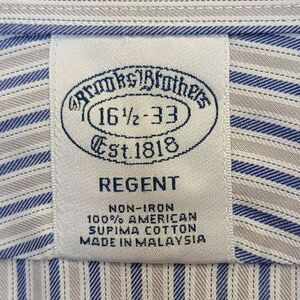 Brooks Brothers
16 1/2 - 33
Est. 1818
REGENT
NON-IRON
100% AMERICAN
SUPIMA COTTON
MADE IN MALAYSIA